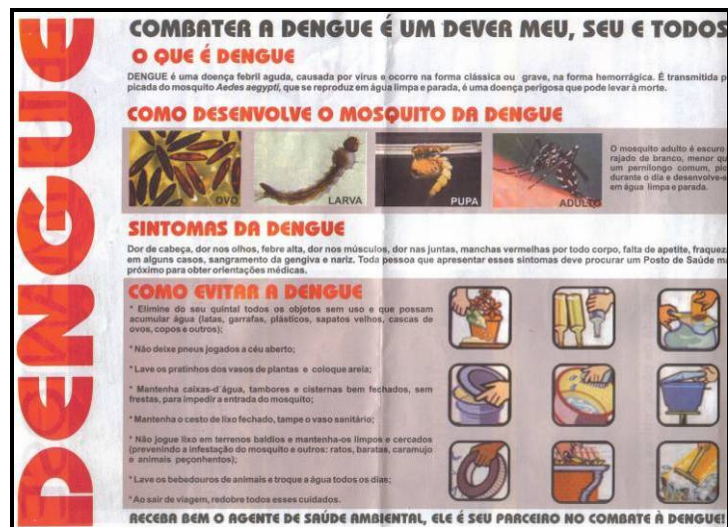 DENGUE
COMBATER A DENGUE É UM DEVER MEU, SEU E TODOS
O QUE É DENGUE
DENGUE é uma doença febril aguda, causada por vírus e ocorre na forma clássica ou grave, na forma hemorrágica. É transmitida p
picada do mosquito Aedes aegypti, que se reproduz em água limpa e parada, é uma doença perigosa que pode levar à morte.
COMO DESENVOLVE O MOSQUITO DA DENGUE
OVO
LARVA
PUPA
ADULTO
O mosquito adulto é escuro
rajado de branco, menor qu
um pernilongo comum, pic
durante o dia e desenvolve-s
em água limpa e parada.
SINTOMAS DA DENGUE
Dor de cabeça, dor nos olhos, febre alta, dor nos músculos, dor nas juntas, manchas vermelhas por todo corpo, falta de apetite, fraquez
em alguns casos, sangramento da gengiva e nariz. Toda pessoa que apresentar esses sintomas deve procurar um Posto de Saúde ma
próximo para obter orientações médicas.
COMO EVITAR A DENGUE
* Elimine do seu quintal todos os objetos sem uso e que possam
acumular água (latas, garrafas, plásticos, sapatos velhos, cascas de
ovos, copos e outros);
* Não deixe pneus jogados a céu aberto;
* Lave os pratinhos dos vasos de plantas e coloque areia;
* Mantenha caixas-d´água, tambores e cisternas bem fechados, sem
frestas, para impedir a entrada do mosquito;
* Mantenha o cesto de lixo fechado, tampe o vaso sanitário;
* Não jogue lixo em terrenos baldios e mantenha-os limpos e cercados
(prevenindo a infestação do mosquito e outros: ratos, baratas, caramujo
e animais peçonhentos);
* Lave os bebedouros de animais e troque a água todos os dias;
* Ao sair de viagem, redobre todos esses cuidados.
RECEBA BEM O AGENTE DE SAÚDE AMBIENTAL, ELE É SEU PARCEIRO NO COMBATE À DENGUE